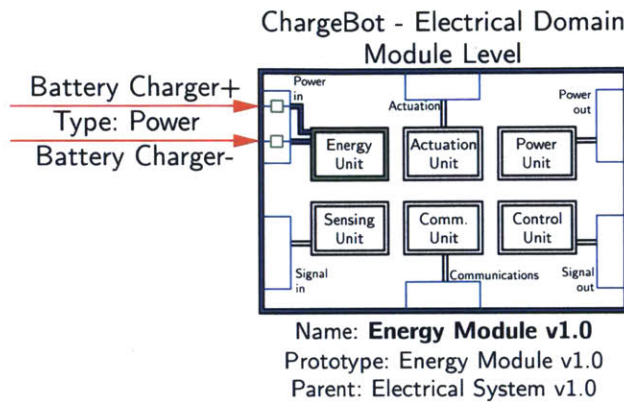 ChargeBot - Electrical Domain
Module Level
Battery Charger+
Type: Power
Battery Charger-
Power
in
Actuation
Power
out
Energy
Unit
Actuation
Unit
Power
Unit
Sensing
Unit
Comm.
Unit
Control
Unit
Signal
in
Communications
Signal
out
Name: Energy Module v1.0
Prototype: Energy Module v1.0
Parent: Electrical System v1.0